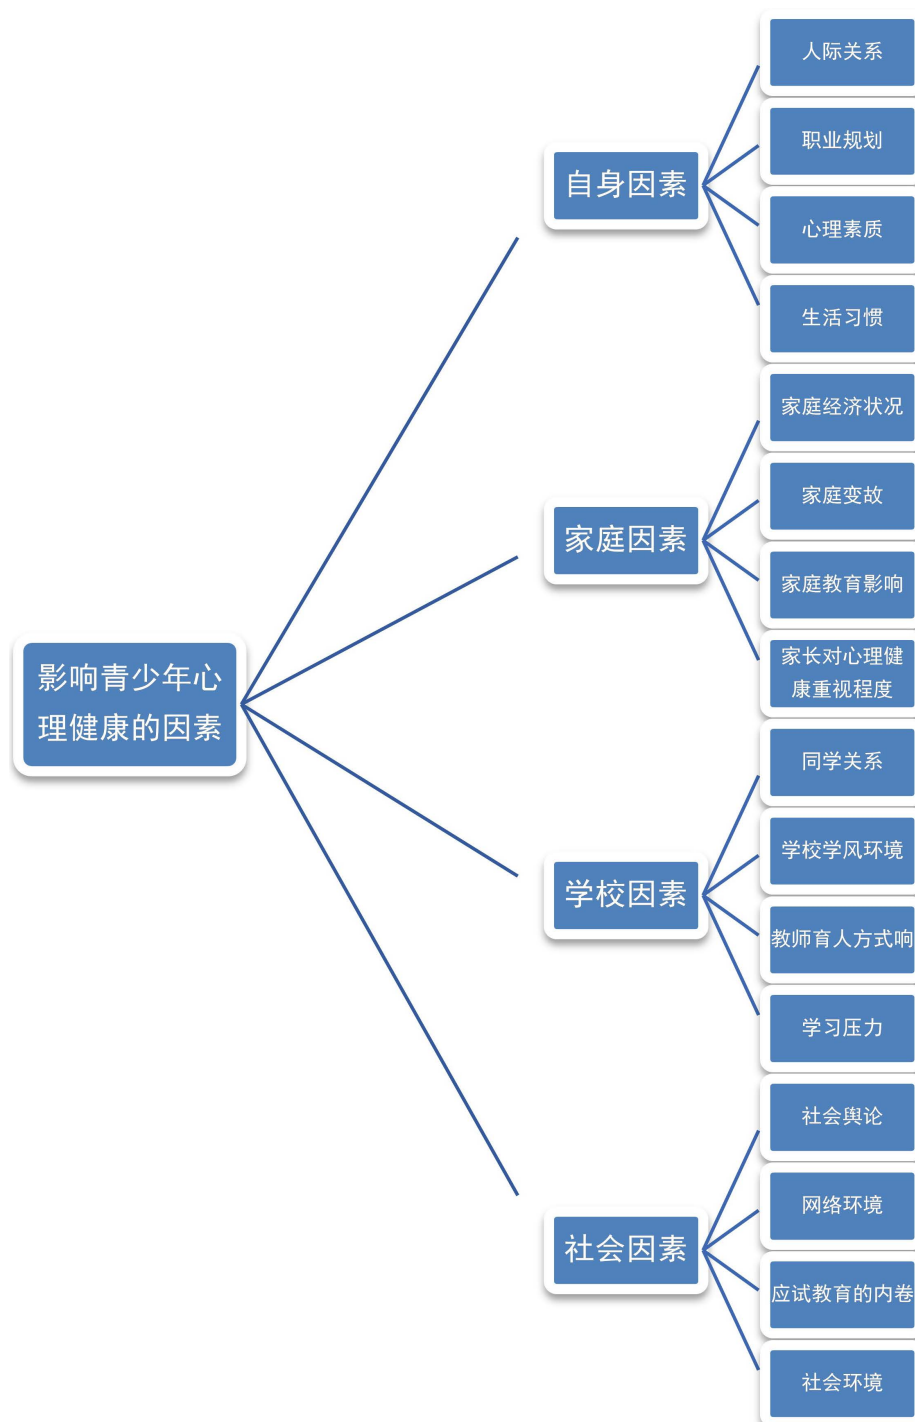 影响青少年心
理健康的因素
自身因素
人际关系
职业规划
心理素质
生活习惯
家庭因素
家庭经济状况
家庭变故
家庭教育影响
家长对心理健
康重视程度
学校因素
同学关系
学校学风环境
教师育人方式响
学习压力
社会因素
社会舆论
网络环境
应试教育的内卷
社会环境